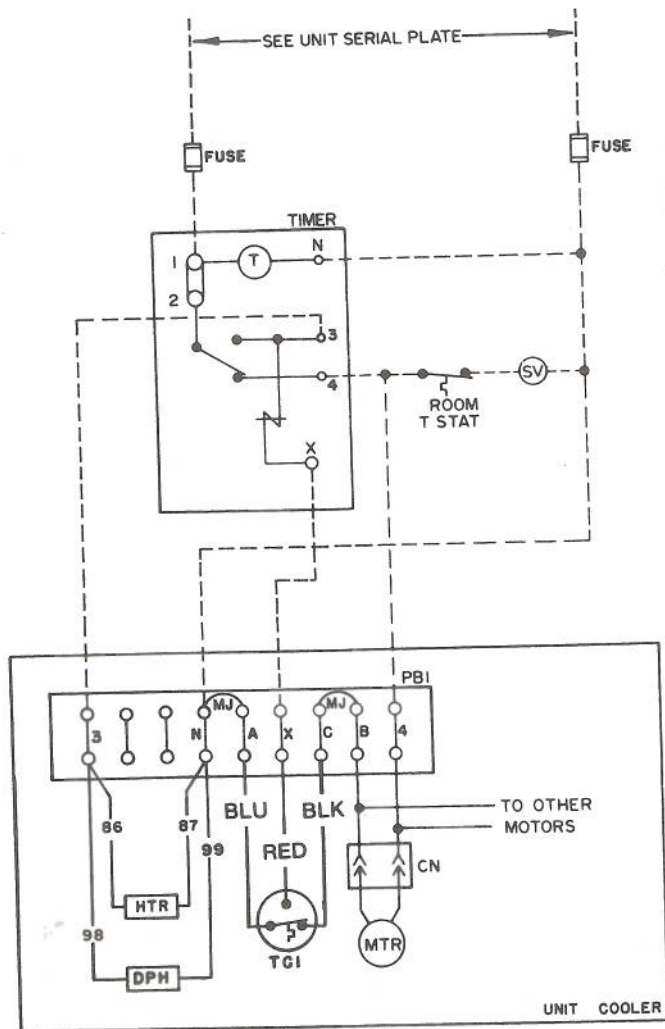 SEE UNIT SERIAL PLATE
FUSE
FUSE
TIMER
1
T
N
2
3
4
SV
ROOM
T STAT
X
PB1
MJ
MJ
3
N
A
X
C
B
4
BLU
BLK
TO OTHER
MOTORS
86
87
99
RED
CN
HTR
98
MTR
DPH
TC1
UNIT COOLER